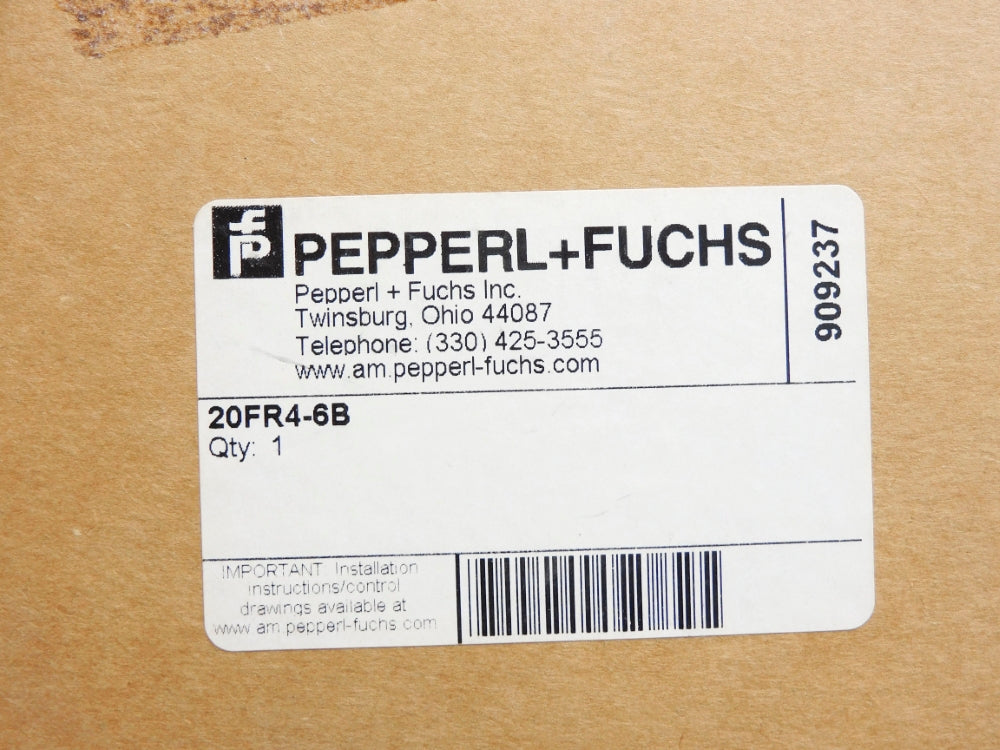 fp
PEPPERL+FUCHS
Pepperl + Fuchs Inc.
Twinsburg, Ohio 44087
Telephone: (330) 425-3555
www.am.pepperl-fuchs.com
909237
20FR4-6B
Qty: 1
IMPORTANT: Installation
instructions/control
drawings available at
www.am.pepperl-fuchs.com